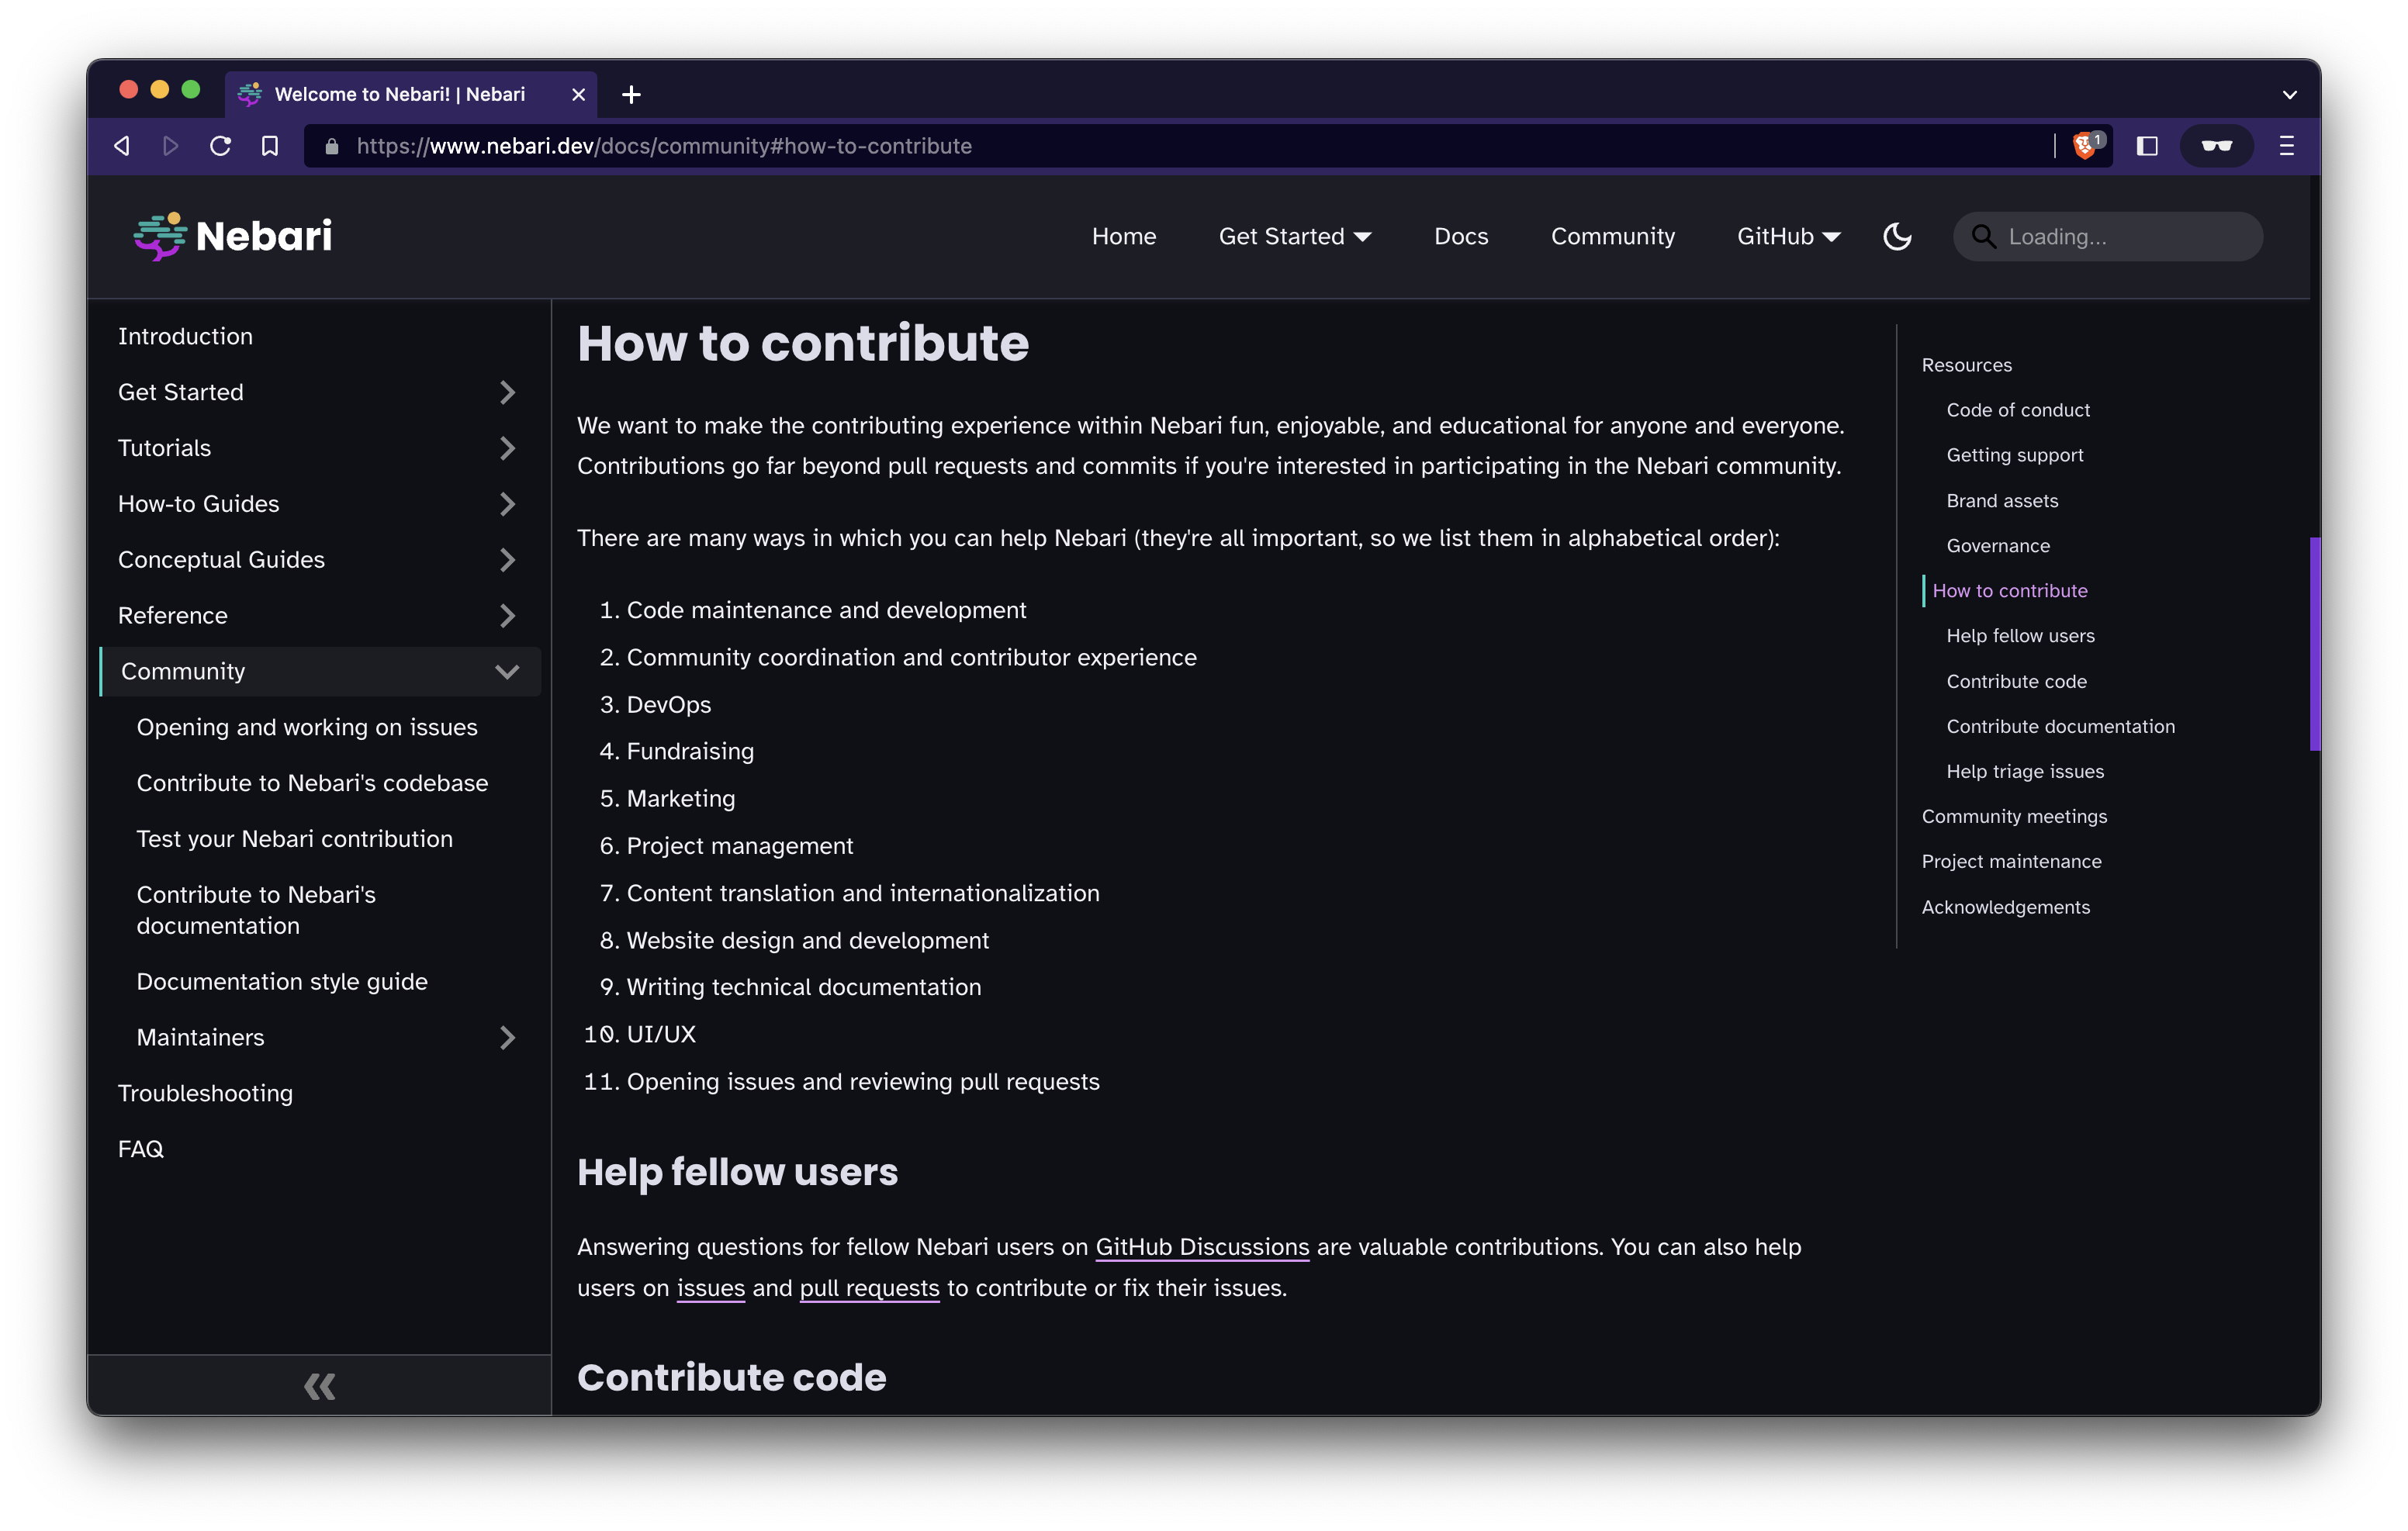 Welcome to Nebari! | Nebari
https://www.nebari.dev/docs/community#how-to-contribute
1
Nebari
Home
Get Started
Docs
Community
GitHub
Loading...
Introduction
Get Started
Tutorials
How-to Guides
Conceptual Guides
Reference
Community
Opening and working on issues
Contribute to Nebari's codebase
Test your Nebari contribution
Contribute to Nebari's
documentation
Documentation style guide
Maintainers
Troubleshooting
FAQ
How to contribute
We want to make the contributing experience within Nebari fun, enjoyable, and educational for anyone and everyone.
Contributions go far beyond pull requests and commits if you're interested in participating in the Nebari community.
There are many ways in which you can help Nebari (they're all important, so we list them in alphabetical order):
1. Code maintenance and development
2. Community coordination and contributor experience
3. DevOps
4. Fundraising
5. Marketing
6. Project management
7. Content translation and internationalization
8. Website design and development
9. Writing technical documentation
10. UI/UX
11. Opening issues and reviewing pull requests
Help fellow users
Answering questions for fellow Nebari users on GitHub Discussions are valuable contributions. You can also help
users on issues and pull requests to contribute or fix their issues.
Contribute code
Resources
Code of conduct
Getting support
Brand assets
Governance
How to contribute
Help fellow users
Contribute code
Contribute documentation
Help triage issues
Community meetings
Project maintenance
Acknowledgements